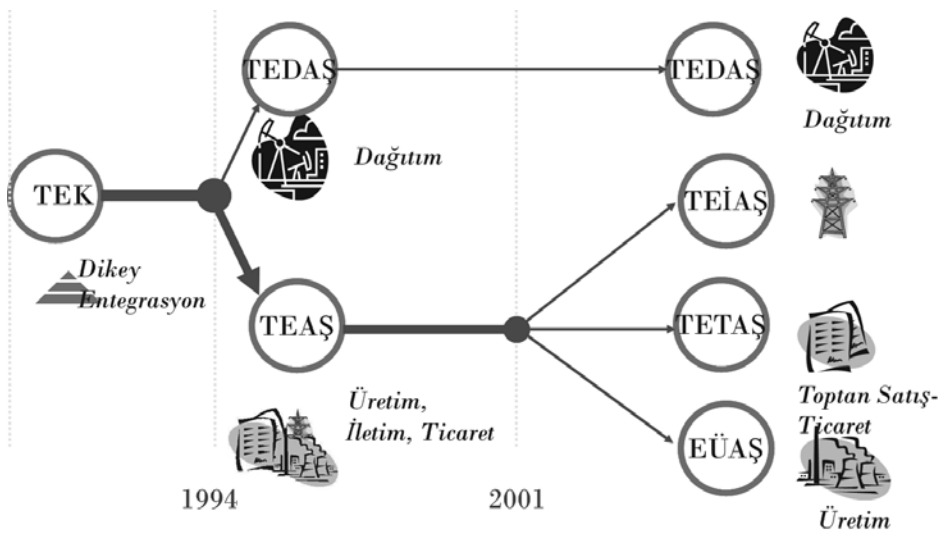 TEDAŞ
TEDAŞ
Dağıtım
Dağıtım
TEK
TEİAŞ
Dikey
Entegrasyon
TEAŞ
TETAŞ
Üretim,
İletim, Ticaret
Toptan Satış-
Ticaret
EÜAŞ
1994
2001
Üretim